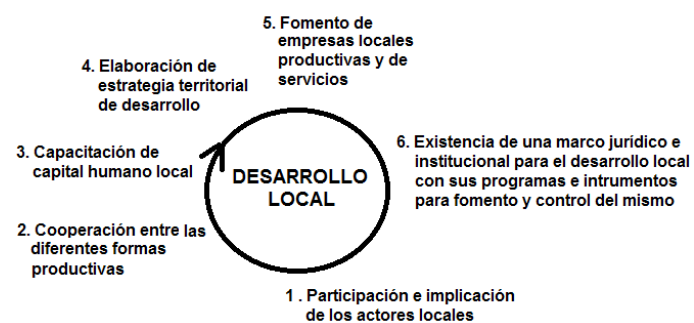 5. Fomento de
empresas locales
productivas y de
servicios
4. Elaboración de
estrategia territorial
de desarrollo
3. Capacitación de
capital humano local
2. Cooperación entre las
diferentes formas
productivas
DESARROLLO
LOCAL
6. Existencia de una marco jurídico e
institucional para el desarrollo local
con sus programas e intrumentos
para fomento y control del mismo
1 . Participación e implicación
de los actores locales